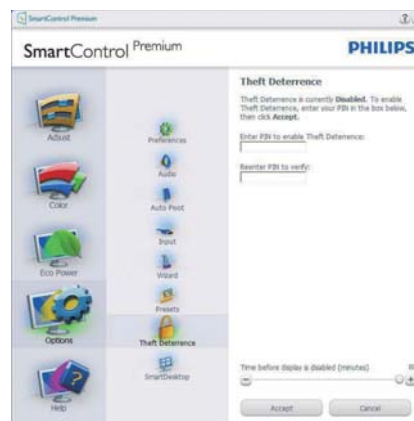 SmartControl Premium
SmartControl Premium
PHILIPS
Adjust
Color
Eco Power
Options
Help
Preferences
Audio
Auto Pivot
Input
Wizard
Presets
Theft Deterrence
SmartDesktop
Theft Deterrence
Theft Deterrence is currently Disabled. To enable
Theft Deterrence, enter your PIN in the box below,
then click Accept.
Enter PIN to enable Theft Deterrence:
Reenter PIN to verify:
Time before display is disabled (minutes)
Accept
Cancel